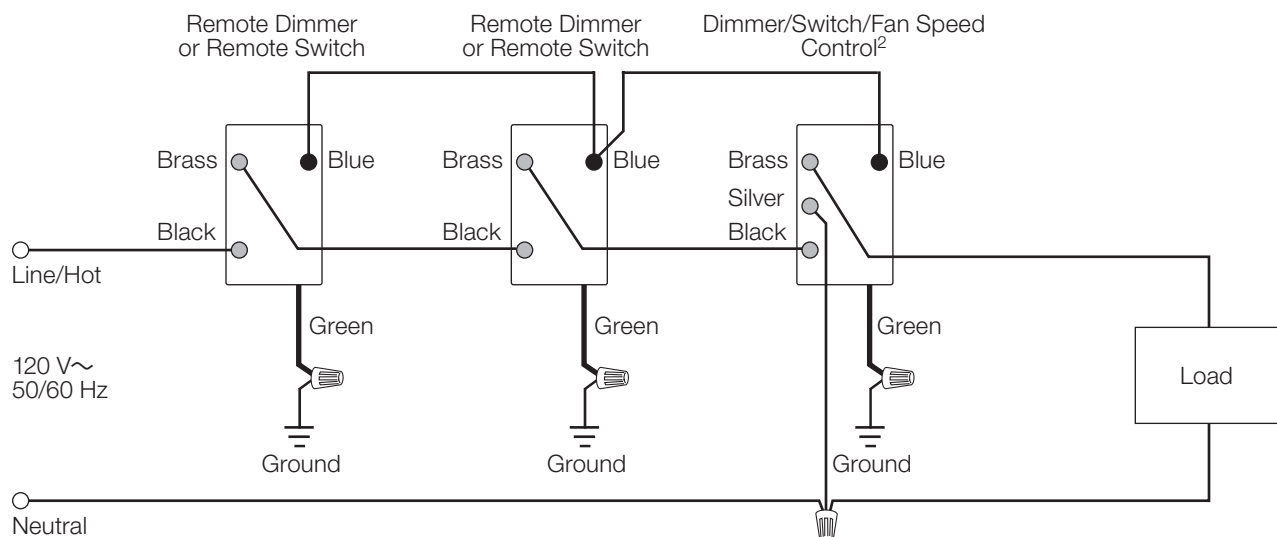 Remote Dimmer
or Remote Switch
Remote Dimmer
or Remote Switch
Dimmer/Switch/Fan Speed
Control²
Brass
Blue
Brass
Blue
Brass
Blue
Silver
Black
Black
Black
Line/Hot
Green
Green
Green
120 V~
50/60 Hz
Load
Ground
Ground
Ground
Neutral